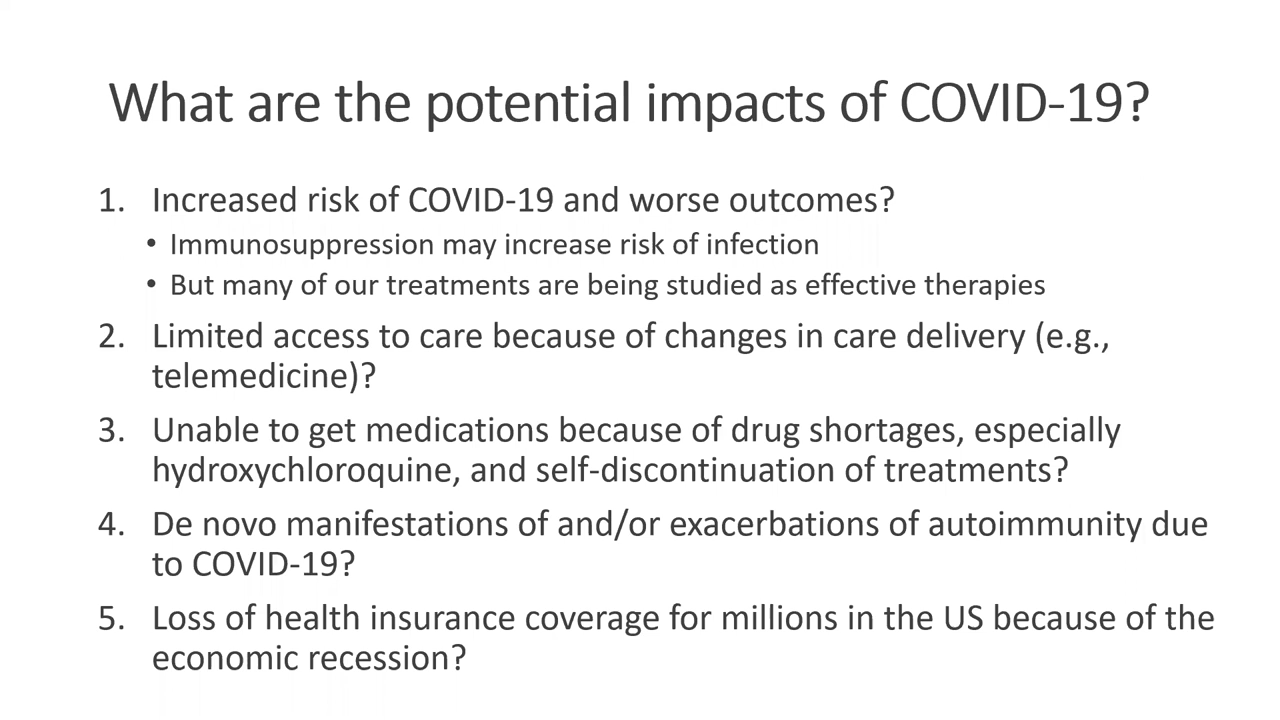 What are the potential impacts of COVID-19?
1. Increased risk of COVID-19 and worse outcomes?
• Immunosuppression may increase risk of infection
• But many of our treatments are being studied as effective therapies
2. Limited access to care because of changes in care delivery (e.g.,
telemedicine)?
3. Unable to get medications because of drug shortages, especially
hydroxychloroquine, and self-discontinuation of treatments?
4. De novo manifestations of and/or exacerbations of autoimmunity due
to COVID-19?
5. Loss of health insurance coverage for millions in the US because of the
economic recession?